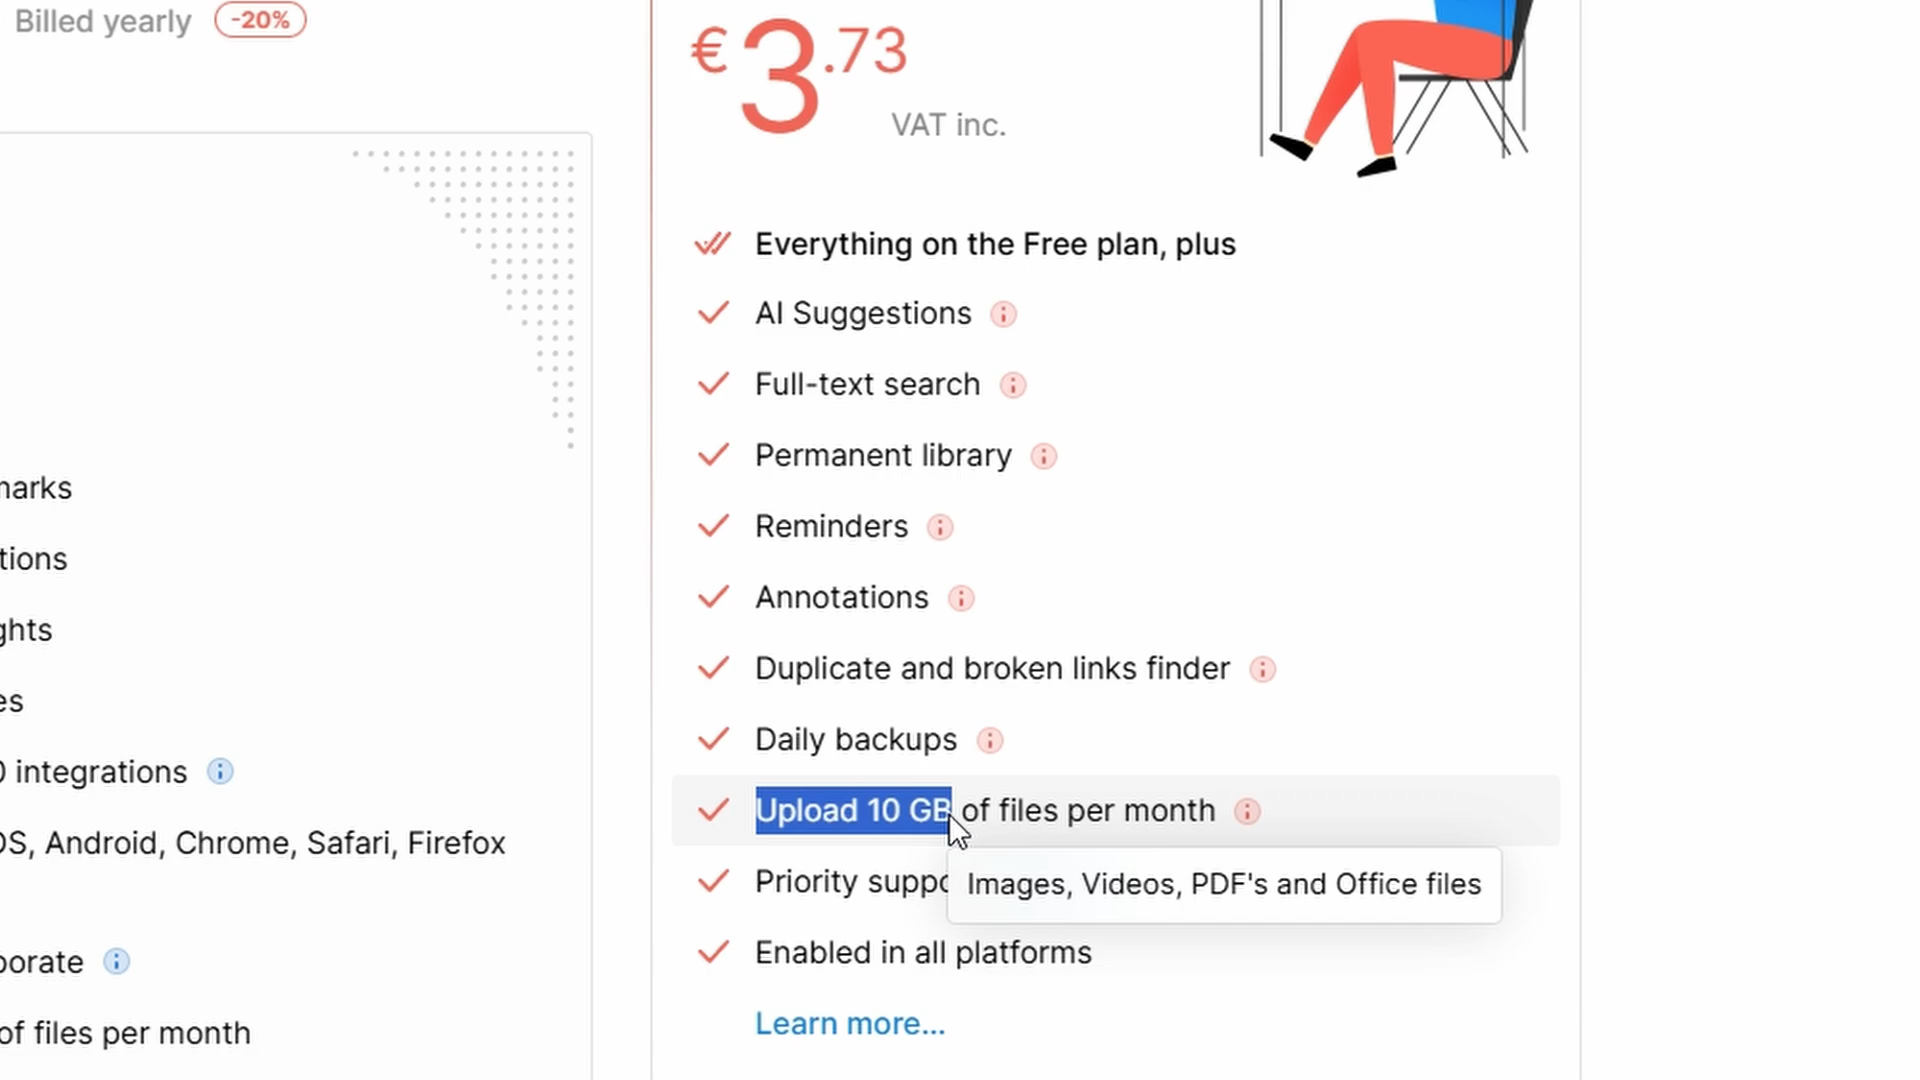 Billed yearly -20%
marks
tions
ghts
es
0 integrations
OS, Android, Chrome, Safari, Firefox
borate
of files per month
€3.73
VAT inc.
Everything on the Free plan, plus
AI Suggestions
Full-text search
Permanent library
Reminders
Annotations
Duplicate and broken links finder
Daily backups
Upload 10 GB of files per month
Priority suppo
Images, Videos, PDF's and Office files
Enabled in all platforms
Learn more...